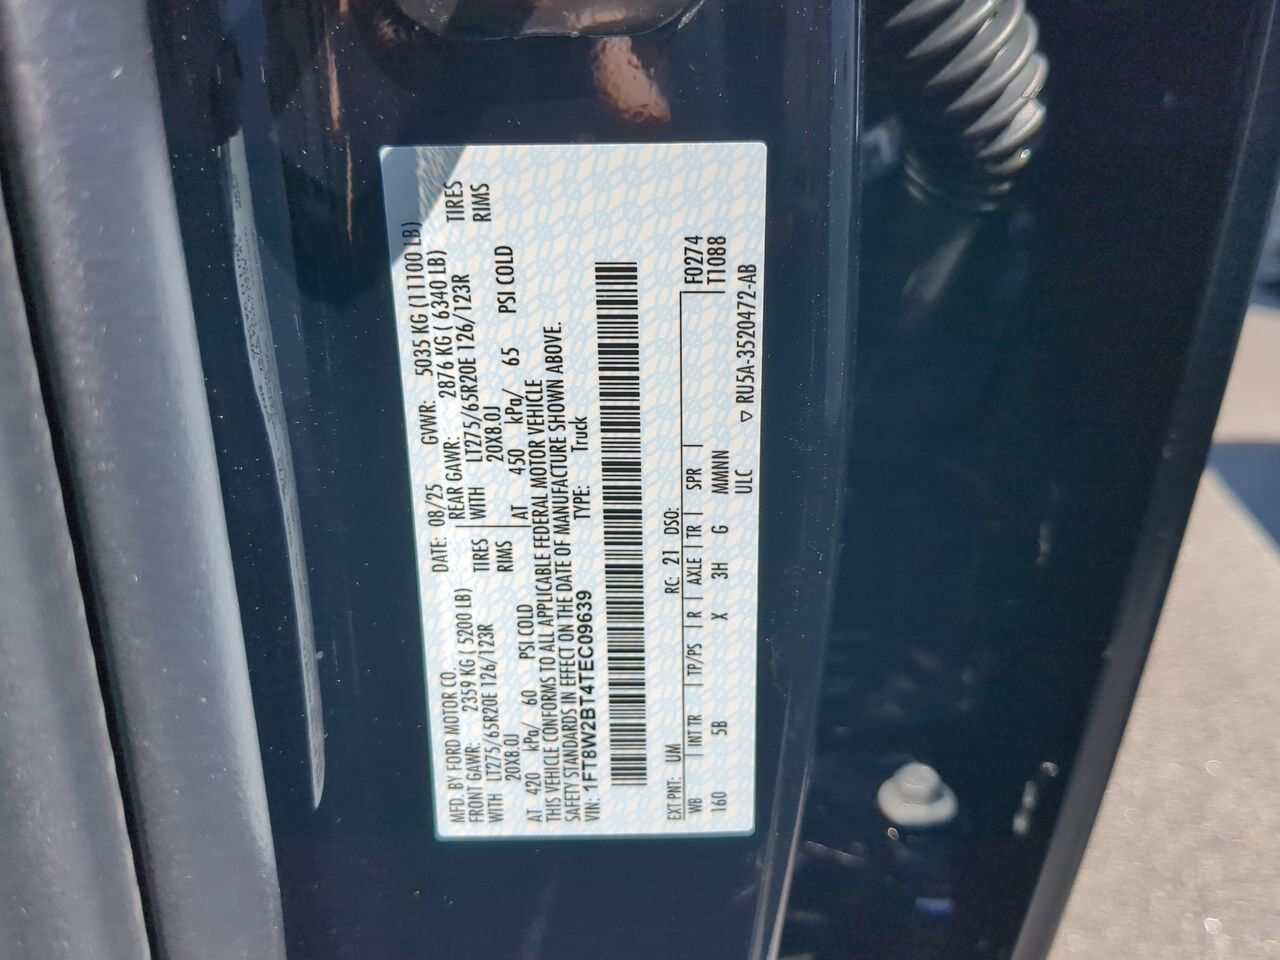 MFD. BY FORD MOTOR CO. DATE: 08/25 GVWR: 5035 KG (11100 LB)
FRONT GAWR: 2359 KG ( 5200 LB) REAR GAWR: 2876 KG ( 6340 LB)
WITH LT275/65R20E 126/123R TIRES WITH LT275/65R20E 126/123R TIRES
20X8.0J RIMS 20X8.0J RIMS
AT 420 kPa/ 60 PSI COLD AT 450 kPa/ 65 PSI COLD
THIS VEHICLE CONFORMS TO ALL APPLICABLE FEDERAL MOTOR VEHICLE
SAFETY STANDARDS IN EFFECT ON THE DATE OF MANUFACTURE SHOWN ABOVE.
VIN: 1FT8W2BT4TEC09639 TYPE: Truck
EXT PNT: UM RC: 21 DSO: F0274
WB INT TR TP/PS R AXLE TR SPR T1088
160 5B X 3H G MMNN
ULC ▽ RU5A-3520472-AB